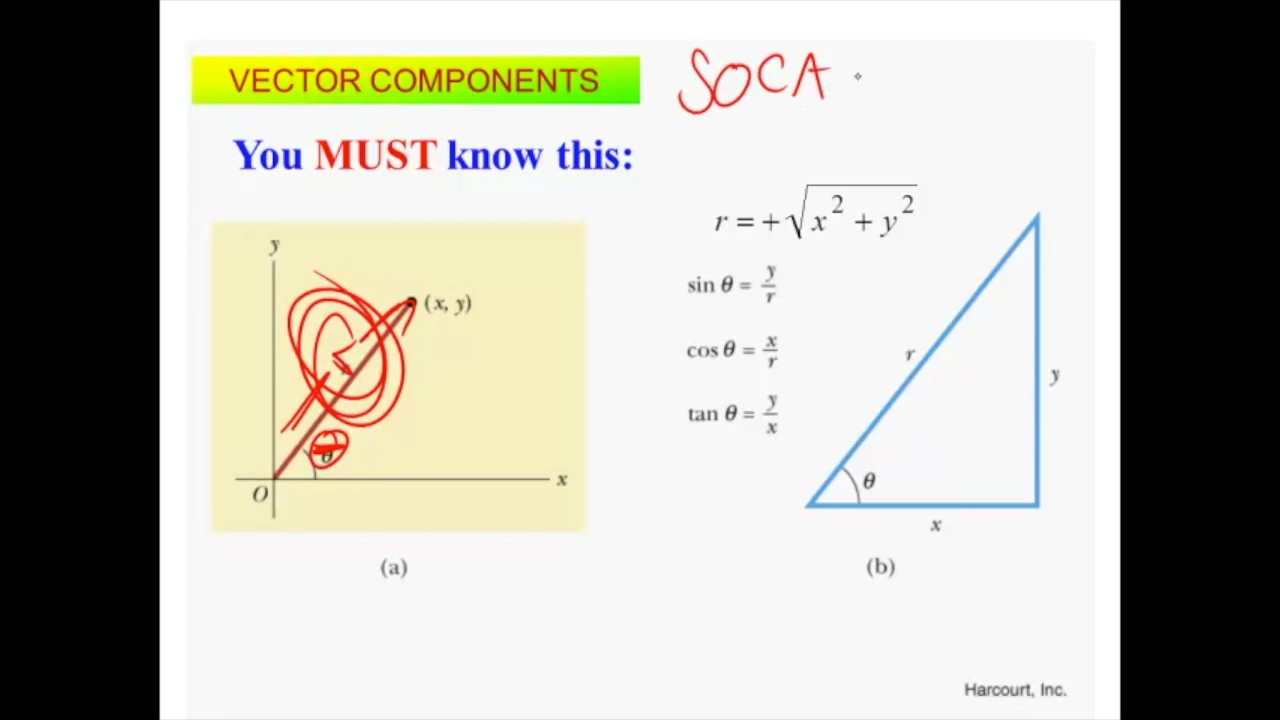 VECTOR COMPONENTS
SOCA
You MUST know this:
r = +√x² + y²
y
(x, y)
θ
O
x
sin θ = y/r
cos θ = x/r
tan θ = y/x
r
y
θ
x
(a)
(b)
Harcourt, Inc.